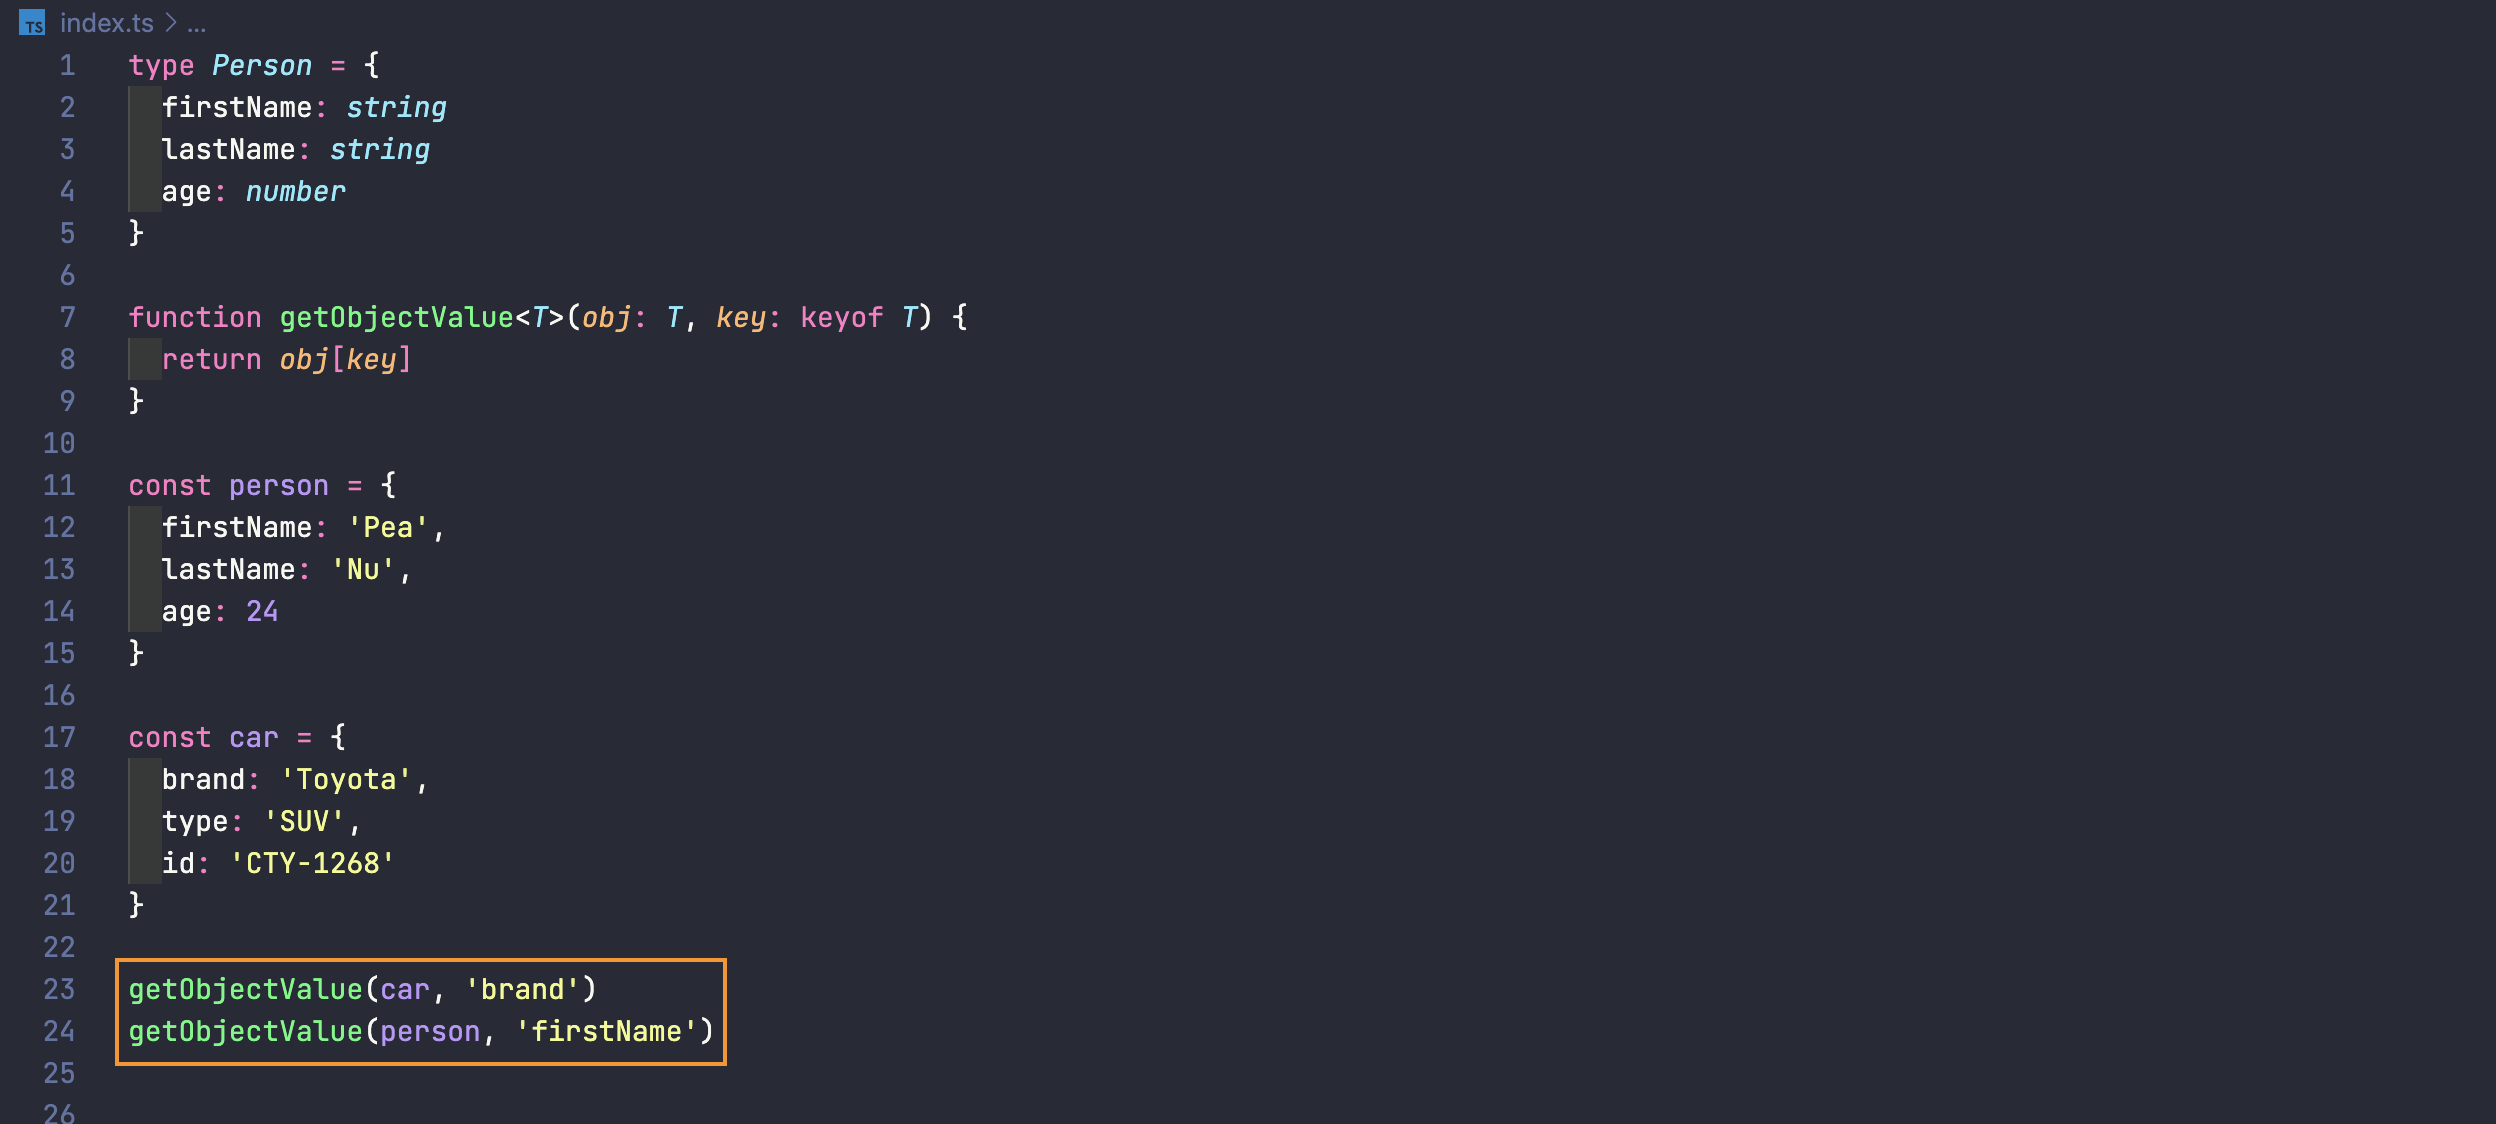 TS index.ts > ...
1 type Person = {
2   firstName: string
3   lastName: string
4   age: number
5 }
6
7 function getObjectValue<T>(obj: T, key: keyof T) {
8   return obj[key]
9 }
10
11 const person = {
12   firstName: 'Pea',
13   lastName: 'Nu',
14   age: 24
15 }
16
17 const car = {
18   brand: 'Toyota',
19   type: 'SUV',
20   id: 'CTY-1268'
21 }
22
23 getObjectValue(car, 'brand')
24 getObjectValue(person, 'firstName')
25
26